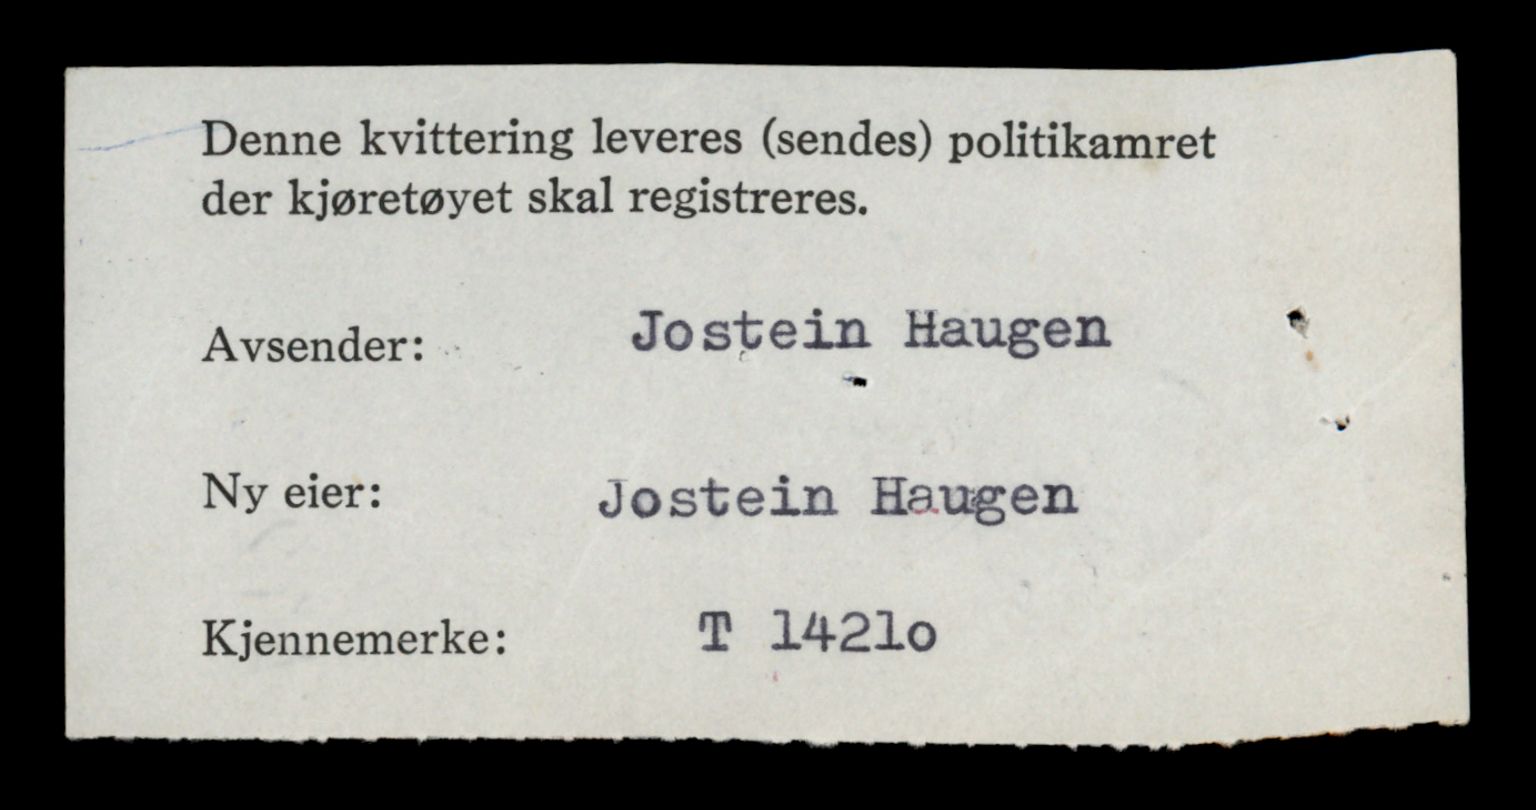 Denne kvittering leveres (sendes) politikamret
der kjøretøyet skal registreres.
Avsender: Jostein Haugen
Ny eier: Jostein Haugen
Kjennemerke: T 1421o